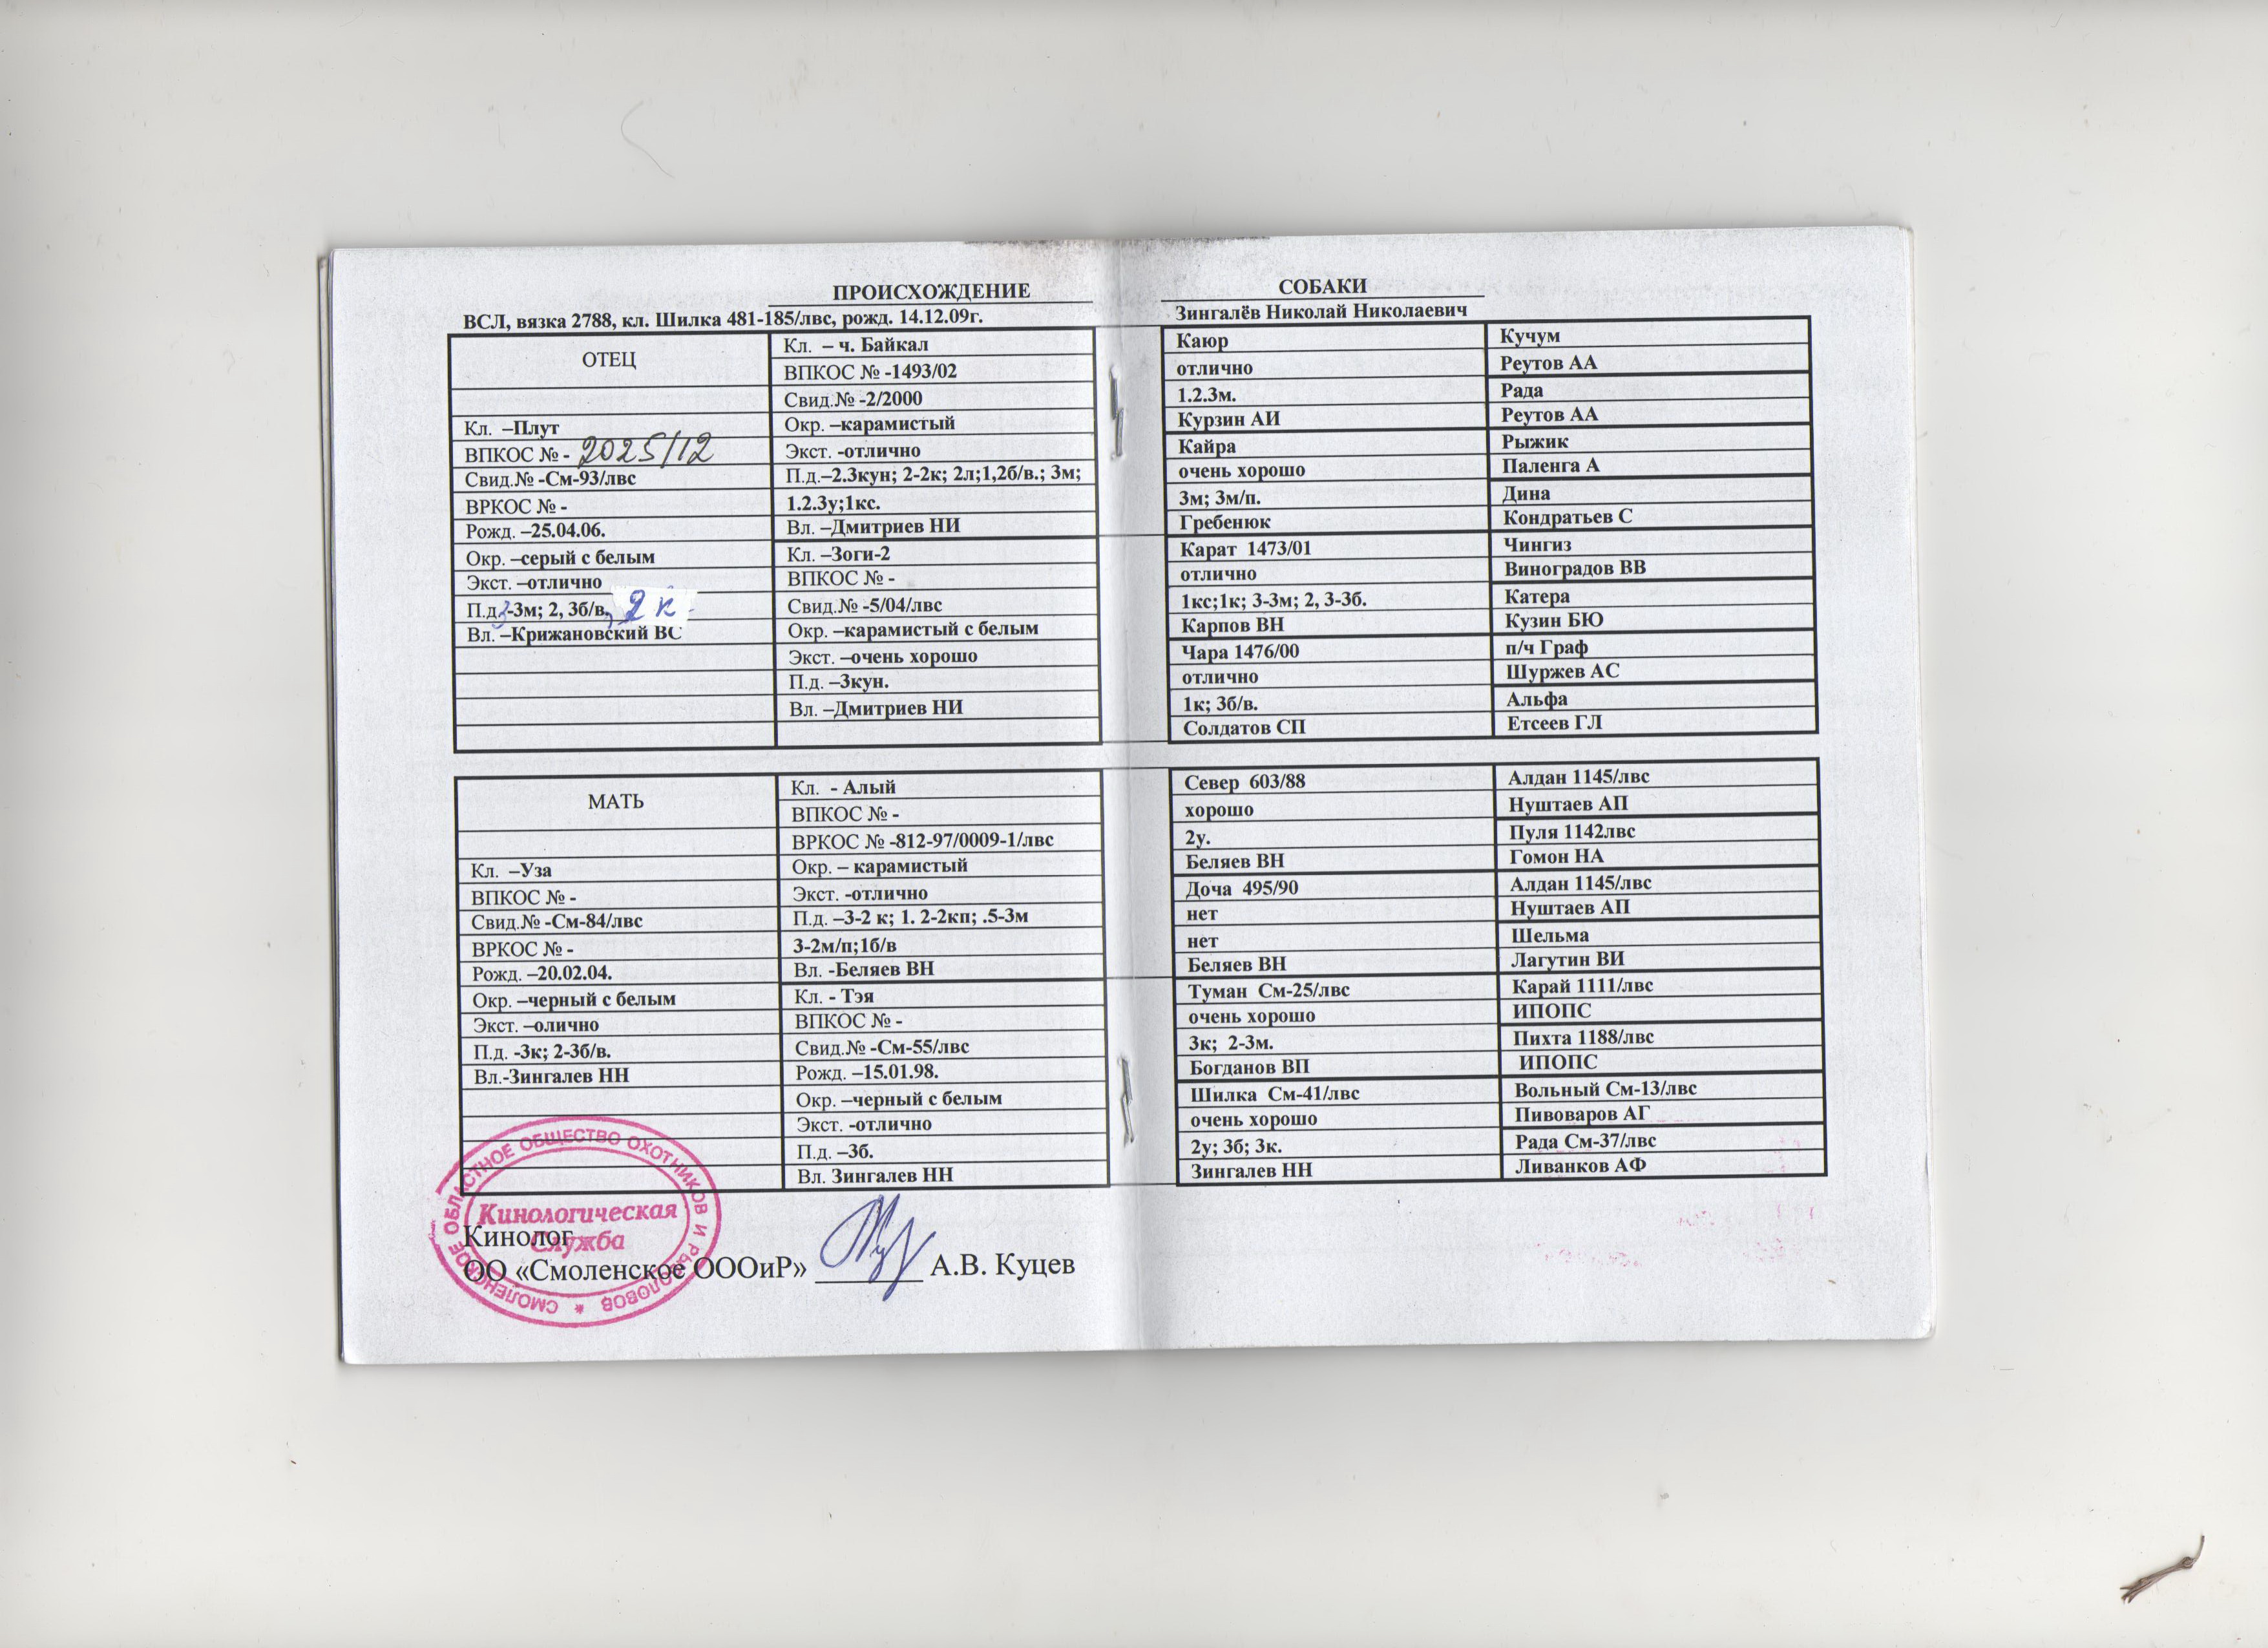 ПРОИСХОЖДЕНИЕ СОБАКИ
ВСЛ, вязка 2788, кл. Шилка 481-185/лвс, рожд. 14.12.09г. Зингалёв Николай Николаевич
ОТЕЦ
Кл. –Плут
ВПКОС № - 2025/12
Свид.№ -См-93/лвс
ВРКОС № -
Рожд. –25.04.06.
Окр. –серый с белым
Экст. –отлично
П.д. -3м; 2, 3б/в. 2к
Вл. –Крижановский ВС
Кл. – ч. Байкал
ВПКОС № -1493/02
Свид.№ -2/2000
Окр. –карамистый
Экст. -отлично
П.д.–2.3кун; 2-2к; 2л;1,2б/в.; 3м;
1.2.3у;1кс.
Вл. –Дмитриев НИ
Кл. –Зоги-2
ВПКОС № -
Свид.№ -5/04/лвс
Окр. –карамистый с белым
Экст. –очень хорошо
П.д. –3кун.
Вл. –Дмитриев НИ
Каюр
отлично
1.2.3м.
Курзин АИ
Кайра
очень хорошо
3м; 3м/п.
Гребенюк
Карат 1473/01
отлично
1кс;1к; 3-3м; 2, 3-3б.
Карпов ВН
Чара 1476/00
отлично
1к; 3б/в.
Солдатов СП
Кучум
Реутов АА
Рада
Реутов АА
Рыжик
Паленга А
Дина
Кондратьев С
Чингиз
Виноградов ВВ
Катера
Кузин БЮ
п/ч Граф
Шуржев АС
Альфа
Етсеев ГЛ
МАТЬ
Кл. –Уза
ВПКОС № -
Свид.№ -См-84/лвс
ВРКОС № -
Рожд. –20.02.04.
Окр. –черный с белым
Экст. –олично
П.д. -3к; 2-3б/в.
Вл.-Зингалев НН
Кл. - Алый
ВПКОС № -
ВРКОС № -812-97/0009-1/лвс
Окр. – карамистый
Экст. -отлично
П.д. –3-2 к; 1. 2-2кп; .5-3м
3-2м/п;1б/в
Вл. -Беляев ВН
Кл. - Тэя
ВПКОС № -
Свид.№ -См-55/лвс
Рожд. –15.01.98.
Окр. –черный с белым
Экст. -отлично
П.д. –3б.
Вл. Зингалев НН
Север 603/88
хорошо
2у.
Беляев ВН
Доча 495/90
нет
нет
Беляев ВН
Туман См-25/лвс
очень хорошо
3к; 2-3м.
Богданов ВП
Шилка См-41/лвс
очень хорошо
2у; 3б; 3к.
Зингалев НН
Алдан 1145/лвс
Нуштаев АП
Пуля 1142лвс
Гомон НА
Алдан 1145/лвс
Нуштаев АП
Шельма
Лагутин ВИ
Карай 1111/лвс
ИПОПС
Пихта 1188/лвс
ИПОПС
Вольный См-13/лвс
Пивоваров АГ
Рада См-37/лвс
Ливанков АФ
СМОЛЕНСКОЕ ОБЛАСТНОЕ ОБЩЕСТВО ОХОТНИКОВ И РЫБОЛОВОВ *
Кинологическая
Служба
Кинолог
ОО «Смоленское ОООиР» ________ А.В. Куцев